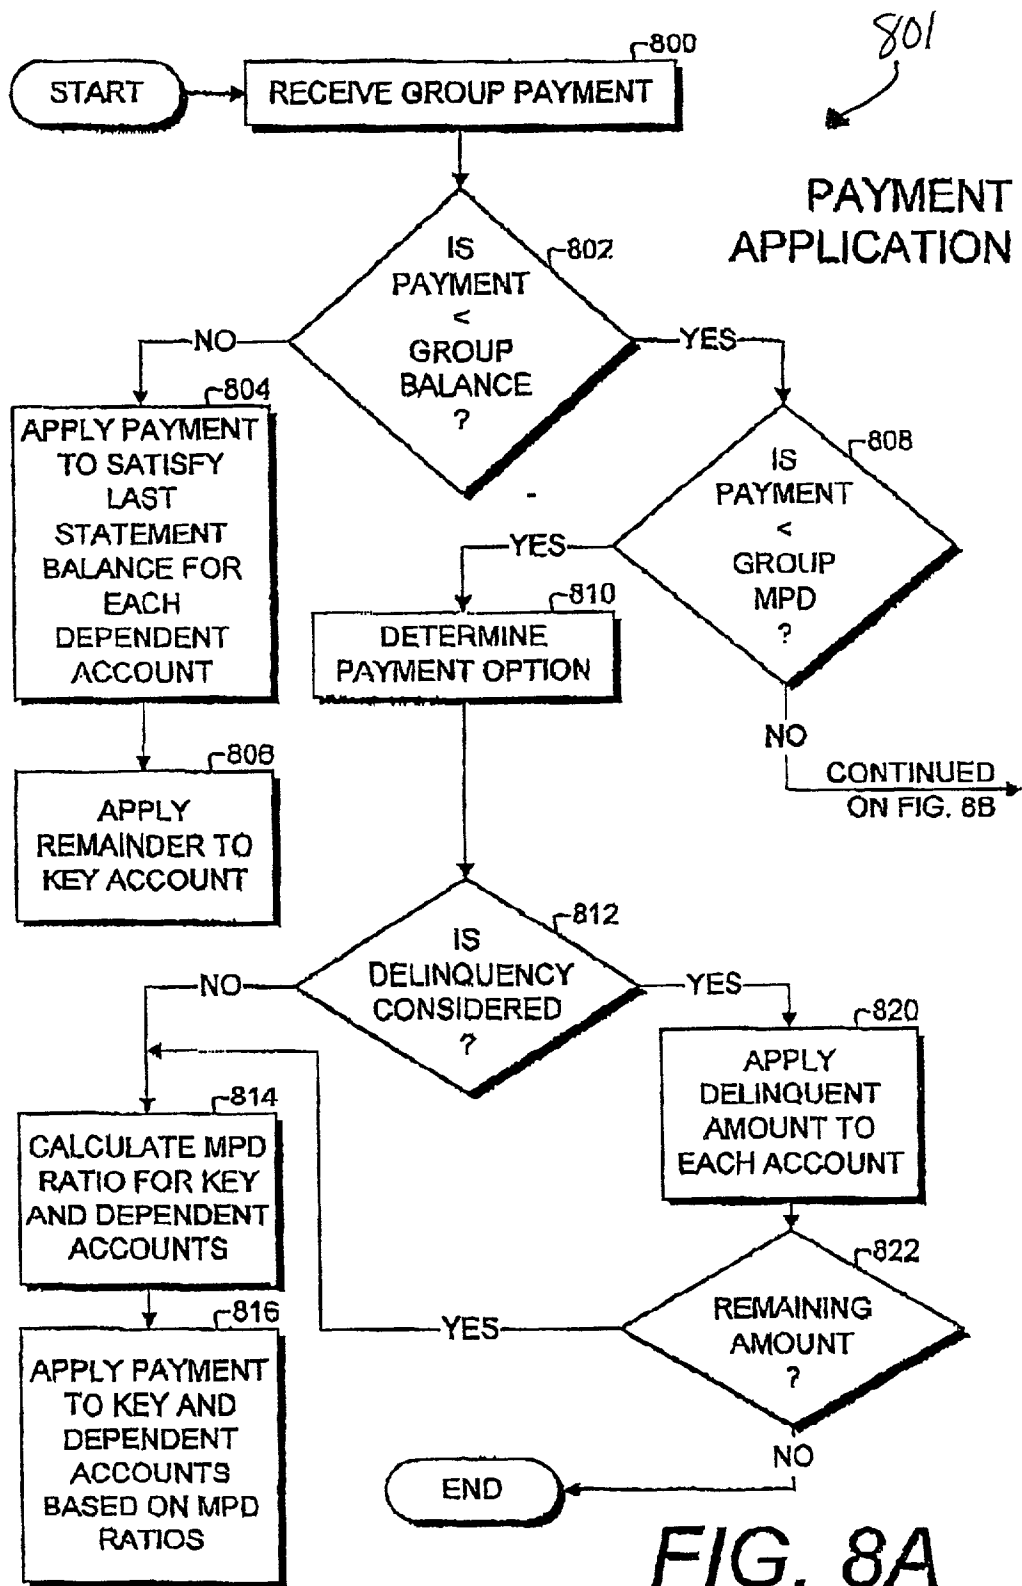 801
800
START
RECEIVE GROUP PAYMENT
PAYMENT
APPLICATION
802
IS
PAYMENT
<
GROUP
BALANCE
?
NO
YES
804
APPLY PAYMENT
TO SATISFY
LAST
STATEMENT
BALANCE FOR
EACH
DEPENDENT
ACCOUNT
808
IS
PAYMENT
<
GROUP
MPD
?
YES
810
DETERMINE
PAYMENT OPTION
NO
CONTINUED
ON FIG. 8B
806
APPLY
REMAINDER TO
KEY ACCOUNT
812
IS
DELINQUENCY
CONSIDERED
?
NO
YES
820
APPLY
DELINQUENT
AMOUNT TO
EACH ACCOUNT
814
CALCULATE MPD
RATIO FOR KEY
AND DEPENDENT
ACCOUNTS
822
REMAINING
AMOUNT
?
YES
816
APPLY PAYMENT
TO KEY AND
DEPENDENT
ACCOUNTS
BASED ON MPD
RATIOS
NO
END
FIG. 8A